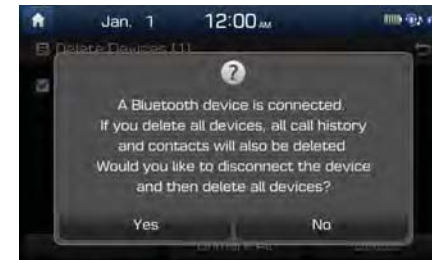 Jan. 1 12:00 AM
Delete Devices (1)
?
A Bluetooth device is connected.
If you delete all devices, all call history
and contacts will also be deleted
Would you like to disconnect the device
and then delete all devices?
Yes No
Unmark All